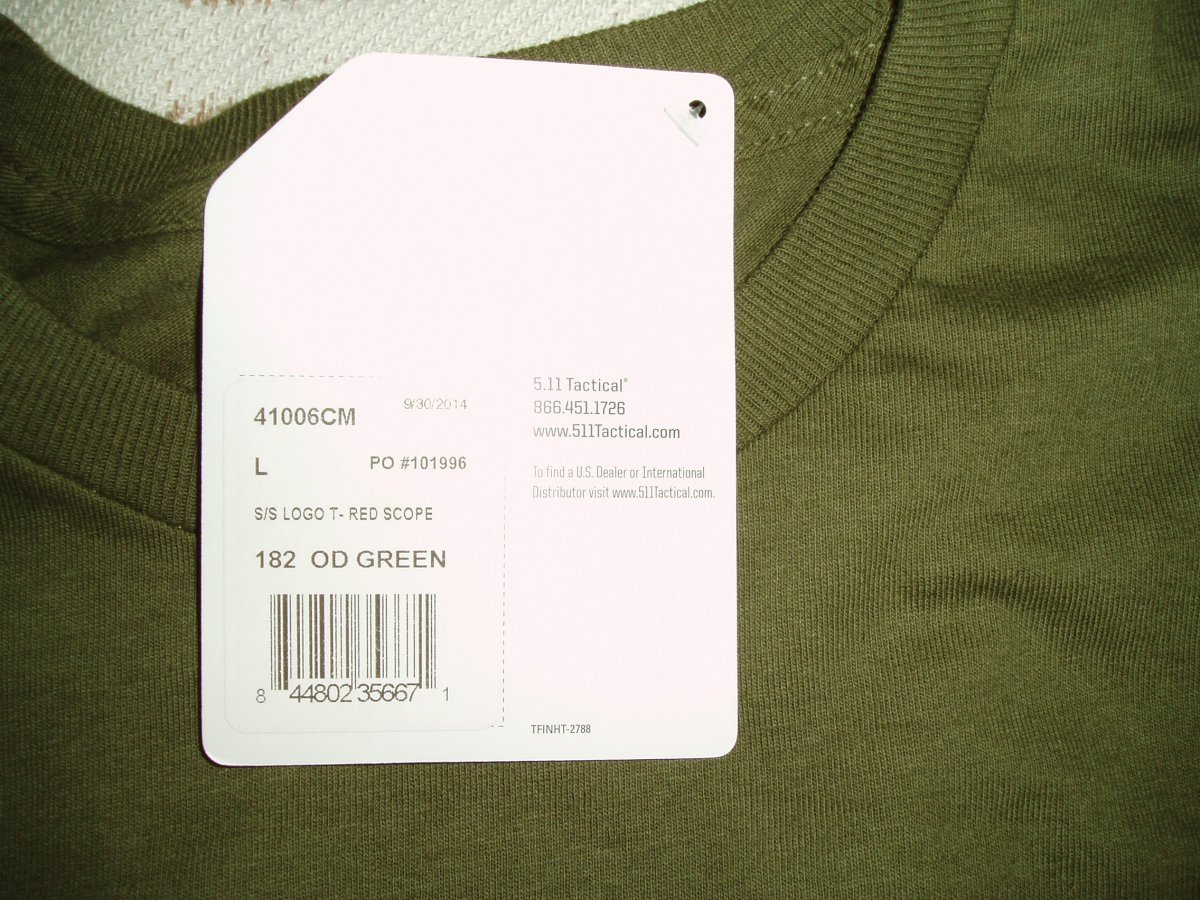 41006CM
9/30/2014
L
PO #101996
S/S LOGO T- RED SCOPE
182 OD GREEN
8 44802 35667 1
5.11 Tactical®
866.451.1726
www.511Tactical.com
To find a U.S. Dealer or International
Distributor visit www.511Tactical.com.
TFINHT-2788